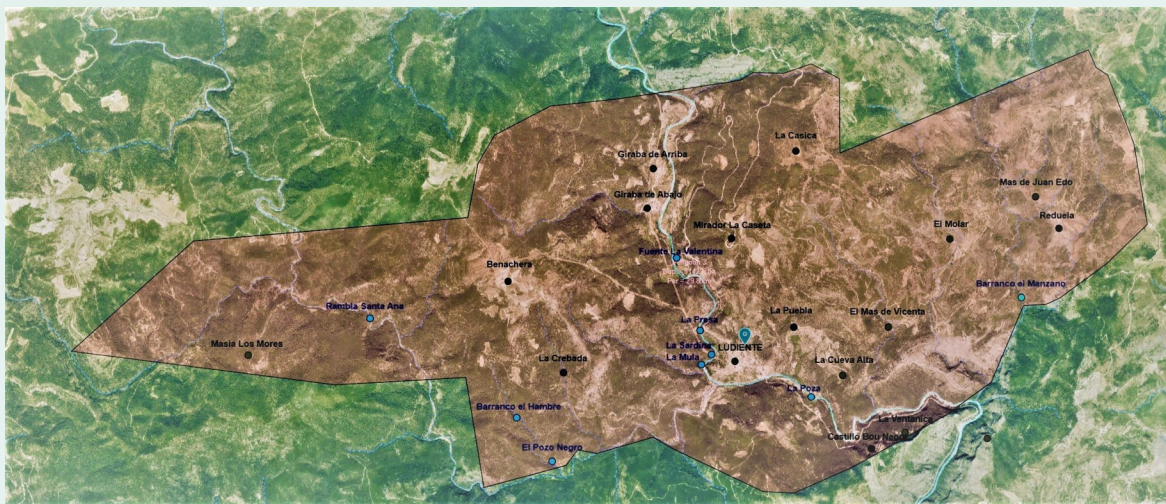 La Casica
Giraba de Arriba
Mas de Juan Edo
Giraba de Abajo
Reduela
Mirador La Caseta
El Molar
Fuente La Valentina
Benachera
Barranco el Manzano
Rambla Santa Ana
La Puebla
El Mas de Vicenta
La Presa
Masia Los Mores
La Sardina
LUDIENTE
La Mula
La Crebada
La Cueva Alta
La Poza
Barranco el Hambre
La Ventanica
Castillo Bou Negre
El Pozo Negro